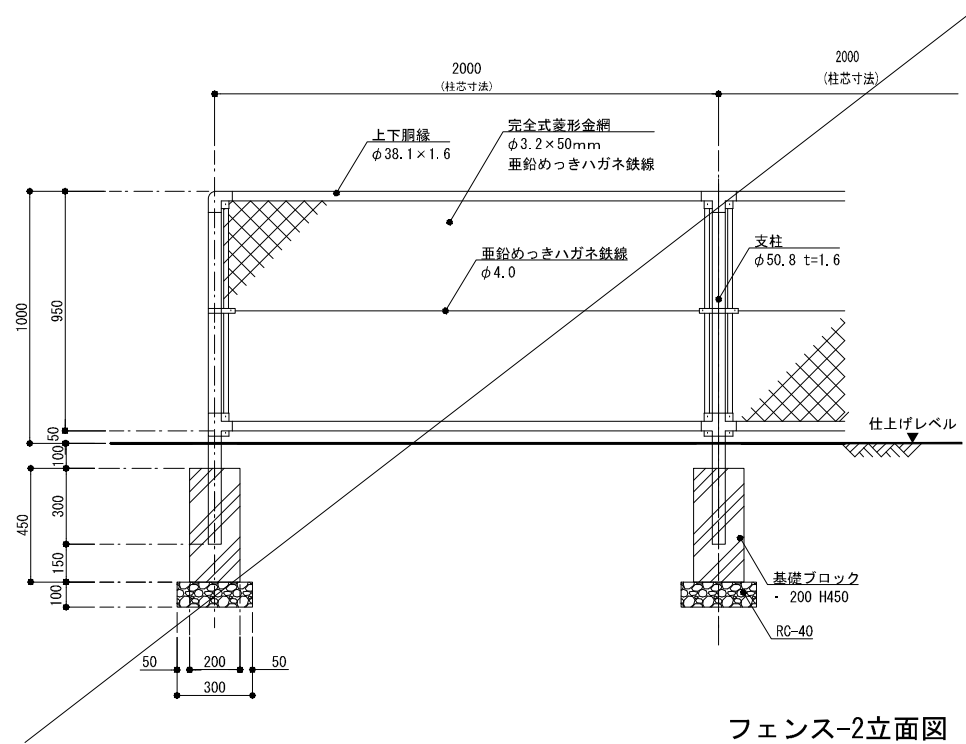 2000
(柱芯寸法)
2000
(柱芯寸法)
上下胴縁
φ38.1×1.6
完全式菱形金網
φ3.2×50mm
亜鉛めっきハガネ鉄線
亜鉛めっきハガネ鉄線
φ4.0
支柱
φ50.8 t=1.6
1000
950
50
100
仕上げレベル
450
300
150
100
基礎ブロック
- 200 H450
RC-40
50
200
50
300
フェンス-2立面図